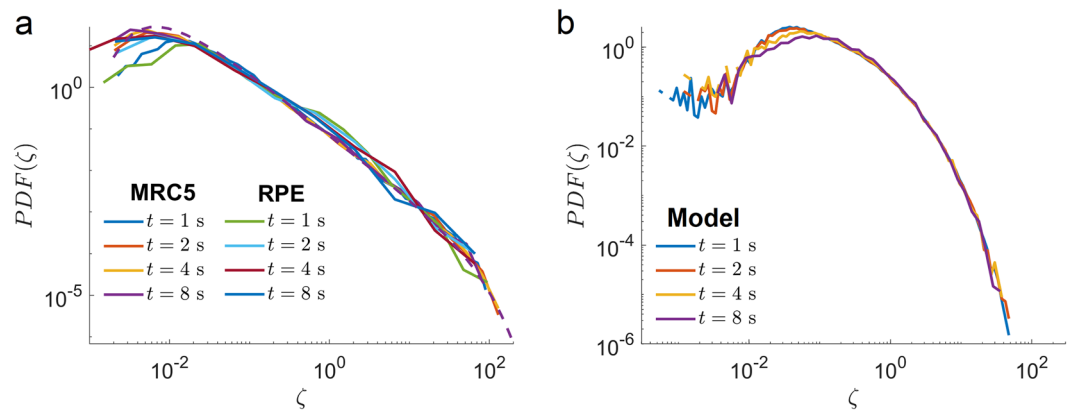 a
PDF(ζ)
10^0
10^-5
10^-2
10^0
10^2
ζ
MRC5 RPE
t = 1 s t = 1 s
t = 2 s t = 2 s
t = 4 s t = 4 s
t = 8 s t = 8 s
b
PDF(ζ)
10^0
10^-2
10^-4
10^-6
10^-2
10^0
10^2
ζ
Model
t = 1 s
t = 2 s
t = 4 s
t = 8 s